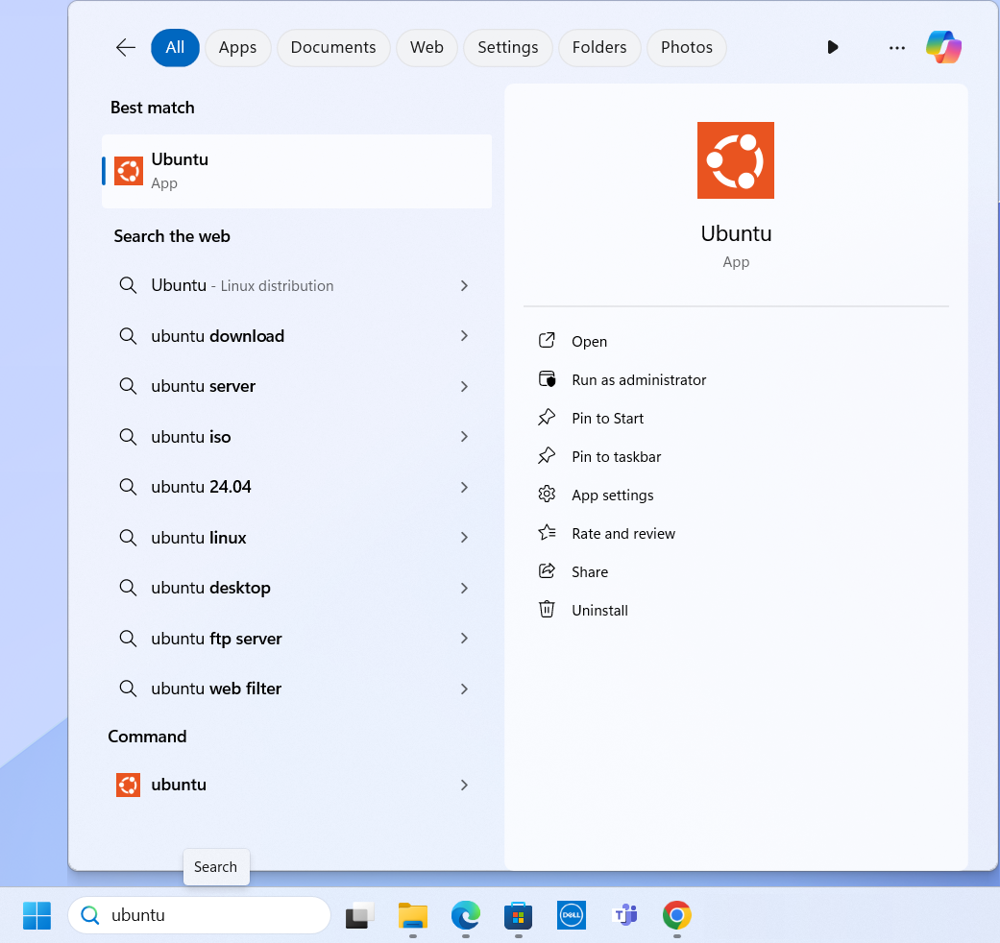 All
Apps
Documents
Web
Settings
Folders
Photos
Best match
Ubuntu
App
Search the web
Ubuntu - Linux distribution
ubuntu download
ubuntu server
ubuntu iso
ubuntu 24.04
ubuntu linux
ubuntu desktop
ubuntu ftp server
ubuntu web filter
Command
ubuntu
Ubuntu
App
Open
Run as administrator
Pin to Start
Pin to taskbar
App settings
Rate and review
Share
Uninstall
Search
ubuntu
DELL
T